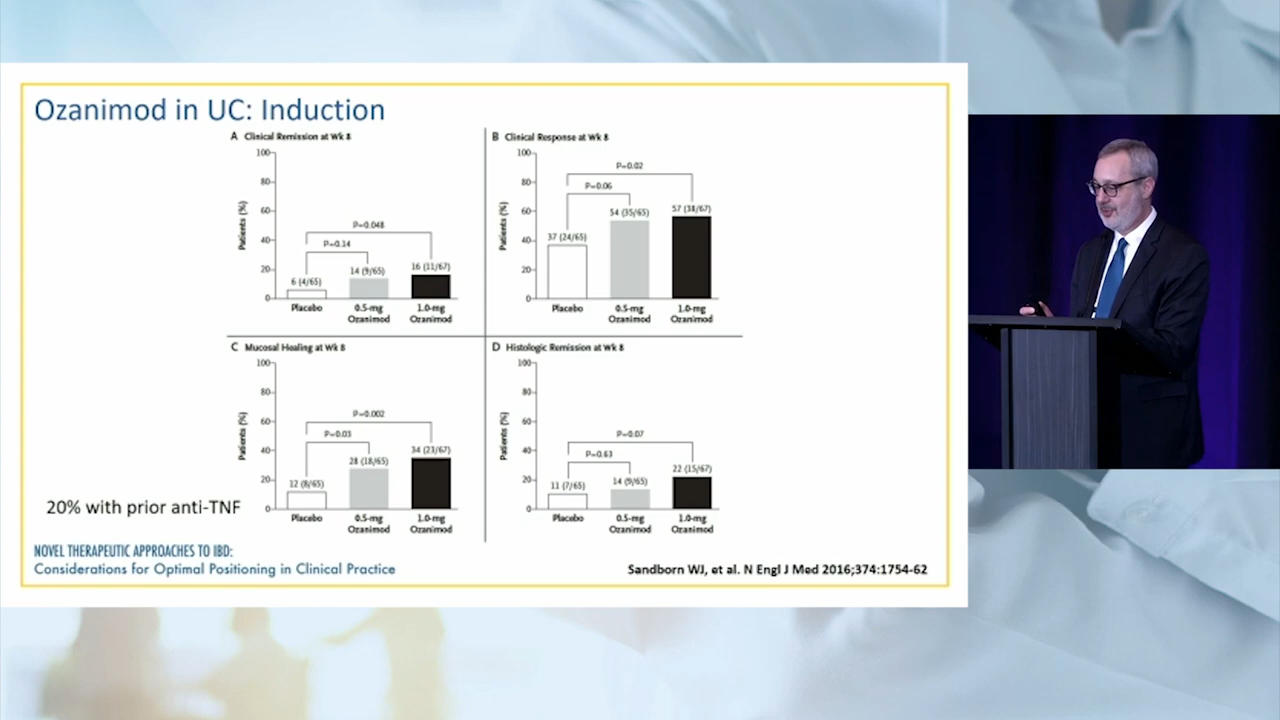 Ozanimod in UC: Induction
A Clinical Remission at Wk 8
Patients (%)
100
80
60
40
20
0
P=0.048
P=0.14
6 (4/65)
14 (9/65)
16 (11/67)
Placebo
0.5-mg
Ozanimod
1.0-mg
Ozanimod
B Clinical Response at Wk 8
Patients (%)
100
80
60
40
20
0
P=0.02
P=0.06
37 (24/65)
54 (35/65)
57 (38/67)
Placebo
0.5-mg
Ozanimod
1.0-mg
Ozanimod
C Mucosal Healing at Wk 8
Patients (%)
100
80
60
40
20
0
P=0.002
P=0.03
12 (8/65)
28 (18/65)
34 (23/67)
Placebo
0.5-mg
Ozanimod
1.0-mg
Ozanimod
D Histologic Remission at Wk 8
Patients (%)
100
80
60
40
20
0
P=0.07
P=0.63
11 (7/65)
14 (9/65)
22 (15/67)
Placebo
0.5-mg
Ozanimod
1.0-mg
Ozanimod
20% with prior anti-TNF
NOVEL THERAPEUTIC APPROACHES TO IBD:
Considerations for Optimal Positioning in Clinical Practice
Sandborn WJ, et al. N Engl J Med 2016;374:1754-62